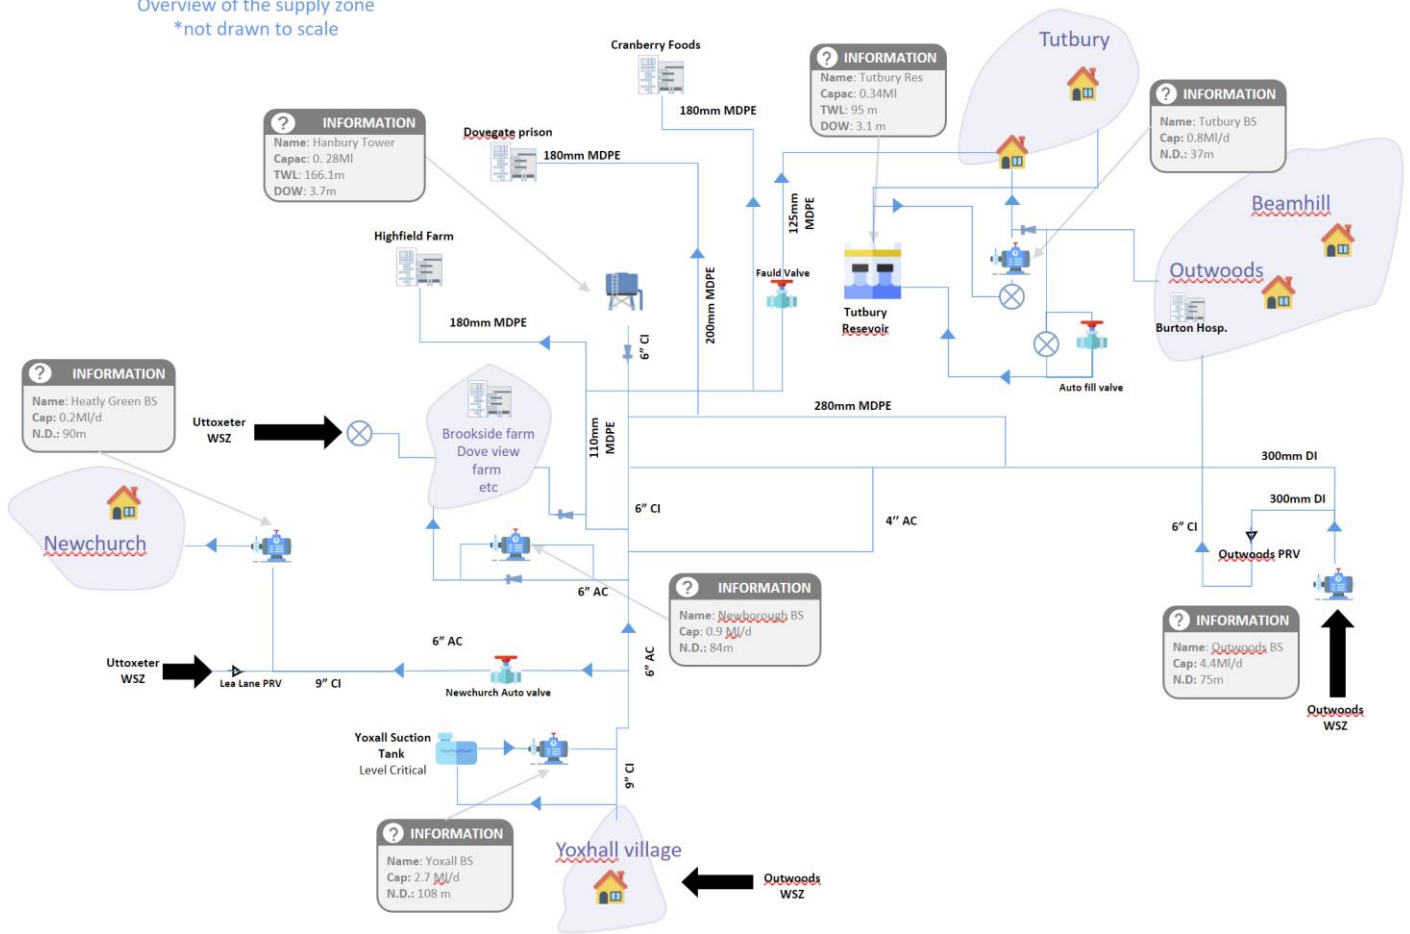 Overview of the supply zone
*not drawn to scale
Cranberry Foods
180mm MDPE
Dovegate prison
180mm MDPE
? INFORMATION
Name: Hanbury Tower
Capac: 0. 28Ml
TWL: 166.1m
DOW: 3.7m
? INFORMATION
Name: Tutbury Res
Capac: 0.34Ml
TWL: 95 m
DOW: 3.1 m
Tutbury
? INFORMATION
Name: Tutbury BS
Cap: 0.8Ml/d
N.D.: 37m
Beamhill
Outwoods
Burton Hosp.
Highfield Farm
180mm MDPE
6" CI
200mm MDPE
125mm
MDPE
Fauld Valve
Tutbury
Resevoir
Auto fill valve
? INFORMATION
Name: Heatly Green BS
Cap: 0.2Ml/d
N.D.: 90m
Uttoxeter
WSZ
Brookside farm
Dove view
farm
etc
110mm
MDPE
280mm MDPE
300mm DI
300mm DI
6" CI
4'' AC
6" CI
Outwoods PRV
Newchurch
6" AC
? INFORMATION
Name: Newborough BS
Cap: 0.9 Ml/d
N.D.: 84m
? INFORMATION
Name: Outwoods BS
Cap: 4.4Ml/d
N.D: 75m
Outwoods
WSZ
6" AC
6" AC
Uttoxeter
WSZ
Lea Lane PRV
9" CI
Newchurch Auto valve
Yoxall Suction
Tank
Level Critical
9" CI
? INFORMATION
Name: Yoxall BS
Cap: 2.7 Ml/d
N.D.: 108 m
Yoxhall village
Outwoods
WSZ